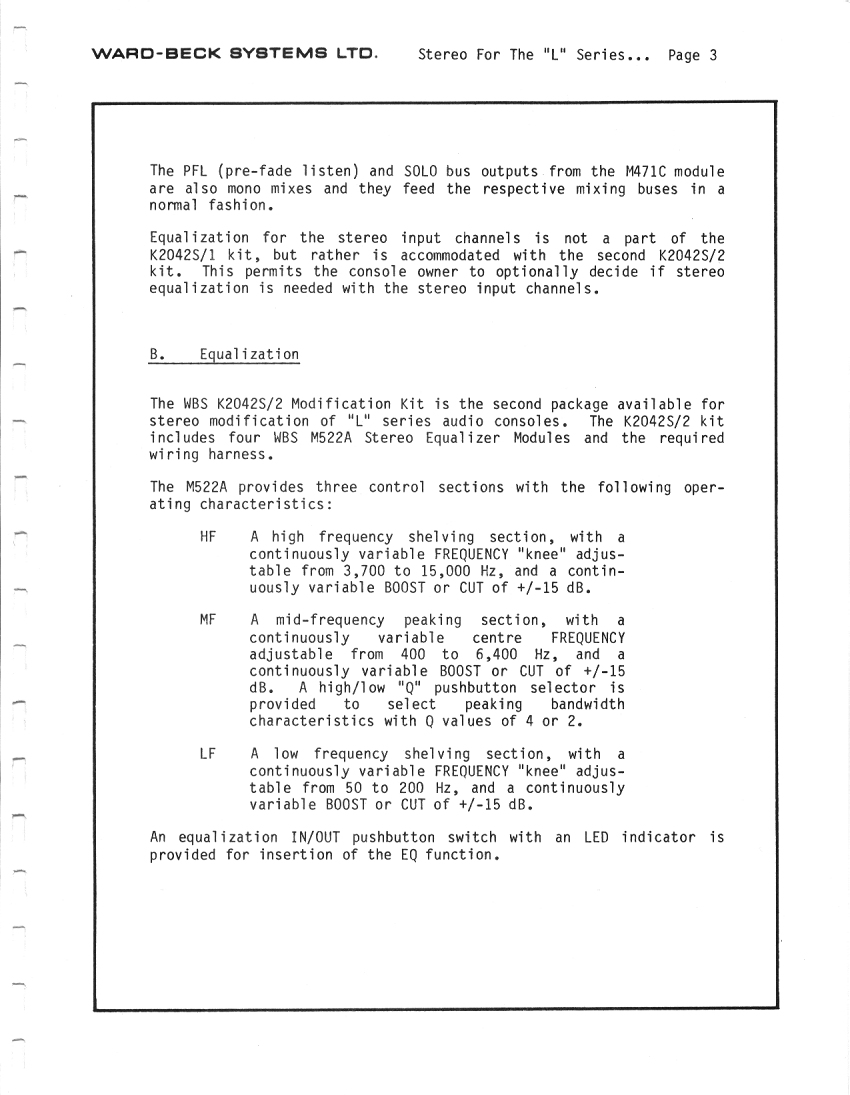 WARD-BECK SYSTEMS LTD. Stereo For The "L" Series... Page 3
The PFL (pre-fade listen) and SOLO bus outputs from the M471C module
are also mono mixes and they feed the respective mixing buses in a
normal fashion.
Equalization for the stereo input channels is not a part of the
K2042S/1 kit, but rather is accommodated with the second K2042S/2
kit. This permits the console owner to optionally decide if stereo
equalization is needed with the stereo input channels.
B. Equalization
The WBS K2042S/2 Modification Kit is the second package available for
stereo modification of "L" series audio consoles. The K2042S/2 kit
includes four WBS M522A Stereo Equalizer Modules and the required
wiring harness.
The M522A provides three control sections with the following oper-
ating characteristics:
HF A high frequency shelving section, with a
continuously variable FREQUENCY "knee" adjus-
table from 3,700 to 15,000 Hz, and a contin-
uously variable BOOST or CUT of +/-15 dB.
MF A mid-frequency peaking section, with a
continuously variable centre FREQUENCY
adjustable from 400 to 6,400 Hz, and a
continuously variable BOOST or CUT of +/-15
dB. A high/low "Q" pushbutton selector is
provided to select peaking bandwidth
characteristics with Q values of 4 or 2.
LF A low frequency shelving section, with a
continuously variable FREQUENCY "knee" adjus-
table from 50 to 200 Hz, and a continuously
variable BOOST or CUT of +/-15 dB.
An equalization IN/OUT pushbutton switch with an LED indicator is
provided for insertion of the EQ function.